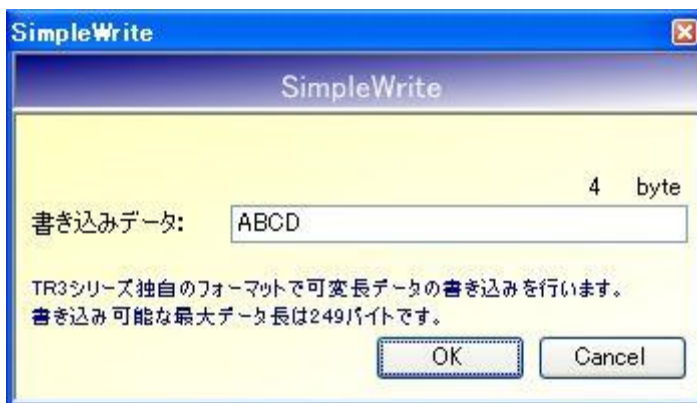 SimpleWrite
SimpleWrite
4 byte
書き込みデータ: ABCD
TR3シリーズ独自のフォーマットで可変長データの書き込みを行います。
書き込み可能な最大データ長は249バイトです。
OK Cancel